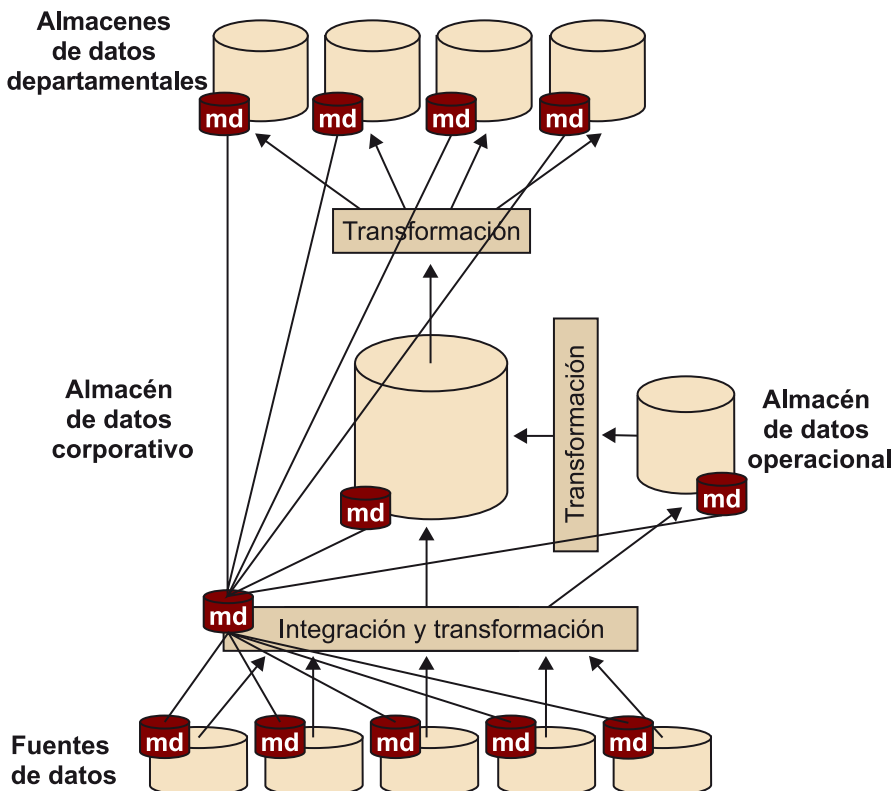 Almacenes
de datos
departamentales
md
md
md
md
Transformación
Almacén
de datos
corporativo
Transformación
Almacén
de datos
operacional
md
md
md
Integración y transformación
Fuentes
de datos
md
md
md
md
md